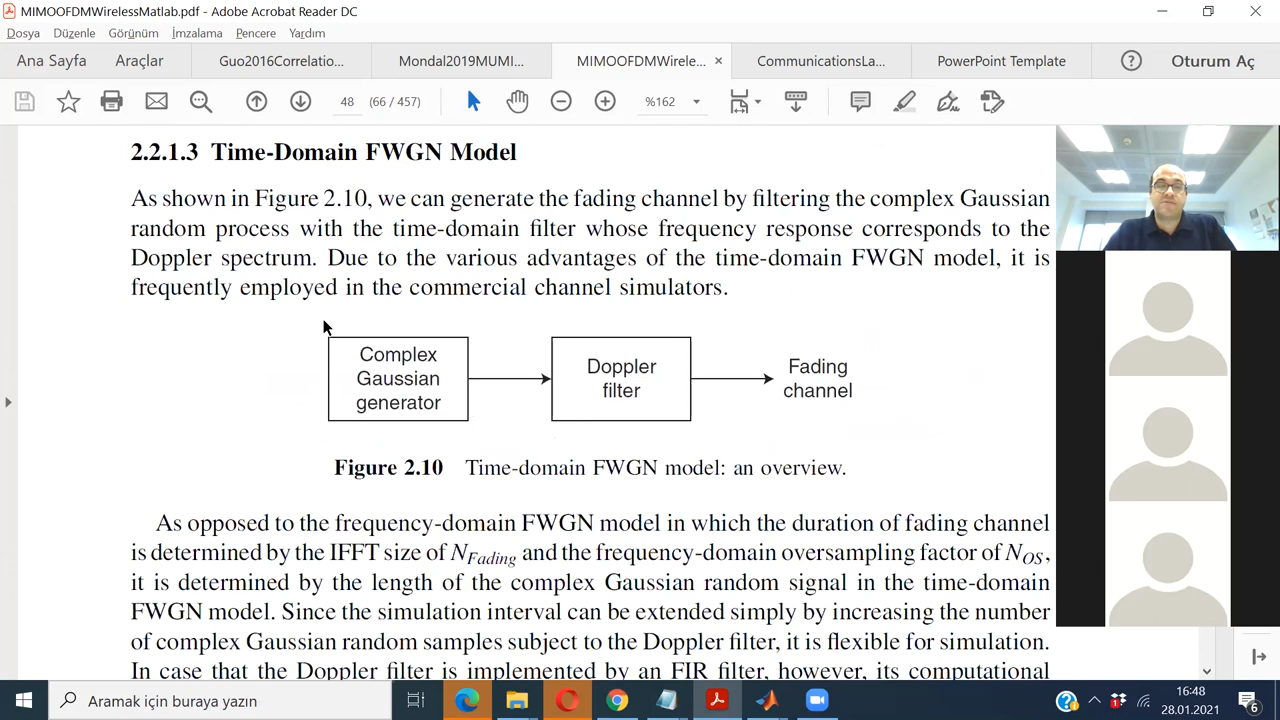 MIMOOFDMWirelessMatlab.pdf - Adobe Acrobat Reader DC
Dosya Düzenle Görünüm İmzalama Pencere Yardım
Ana Sayfa Araçlar Guo2016Correlatio... Mondal2019MUMI... MIMOOFDMWirele... × CommunicationsLa... PowerPoint Template ? Oturum Aç
48 (66 / 457) %162
2.2.1.3 Time-Domain FWGN Model
As shown in Figure 2.10, we can generate the fading channel by filtering the complex Gaussian
random process with the time-domain filter whose frequency response corresponds to the
Doppler spectrum. Due to the various advantages of the time-domain FWGN model, it is
frequently employed in the commercial channel simulators.
Complex
Gaussian
generator
Doppler
filter
Fading
channel
Figure 2.10 Time-domain FWGN model: an overview.
As opposed to the frequency-domain FWGN model in which the duration of fading channel
is determined by the IFFT size of N_Fading and the frequency-domain oversampling factor of N_OS,
it is determined by the length of the complex Gaussian random signal in the time-domain
FWGN model. Since the simulation interval can be extended simply by increasing the number
of complex Gaussian random samples subject to the Doppler filter, it is flexible for simulation.
In case that the Doppler filter is implemented by an FIR filter, however, its computational
Aramak için buraya yazın
16:48
28.01.2021
1
6